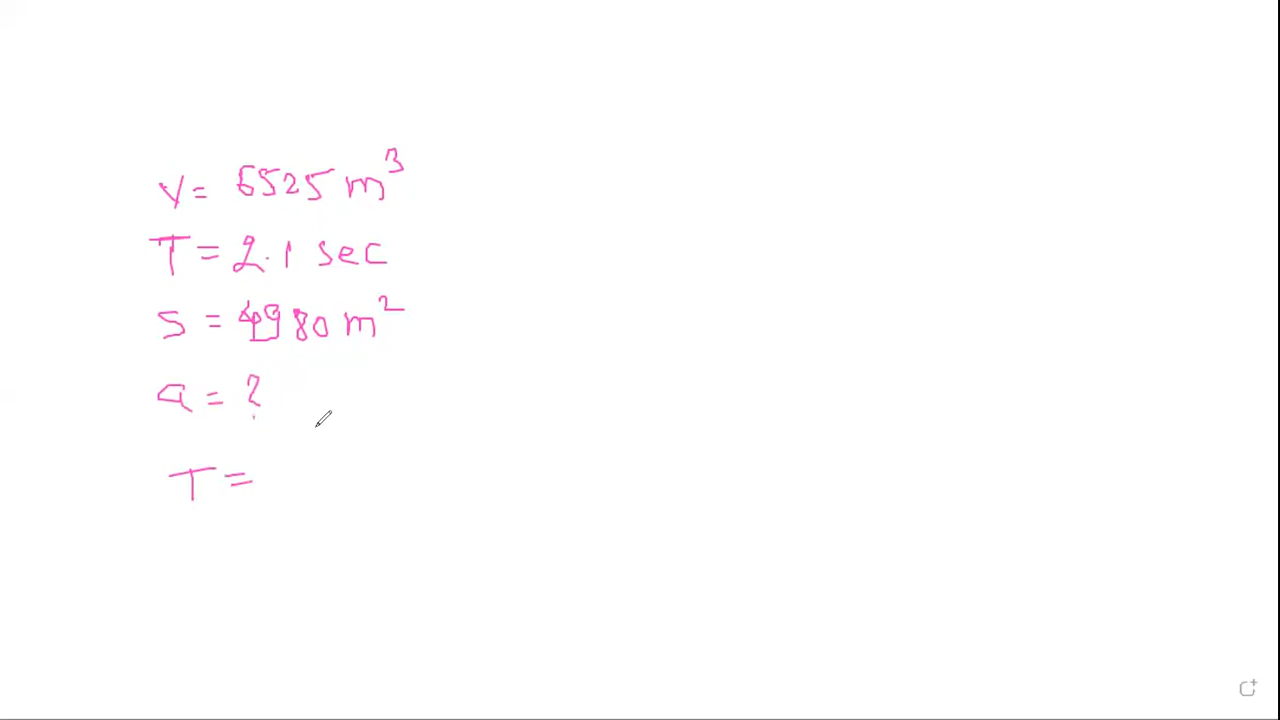 V= 6525 m³
T = 2.1 sec
S = 4980 m²
a = ?
T =